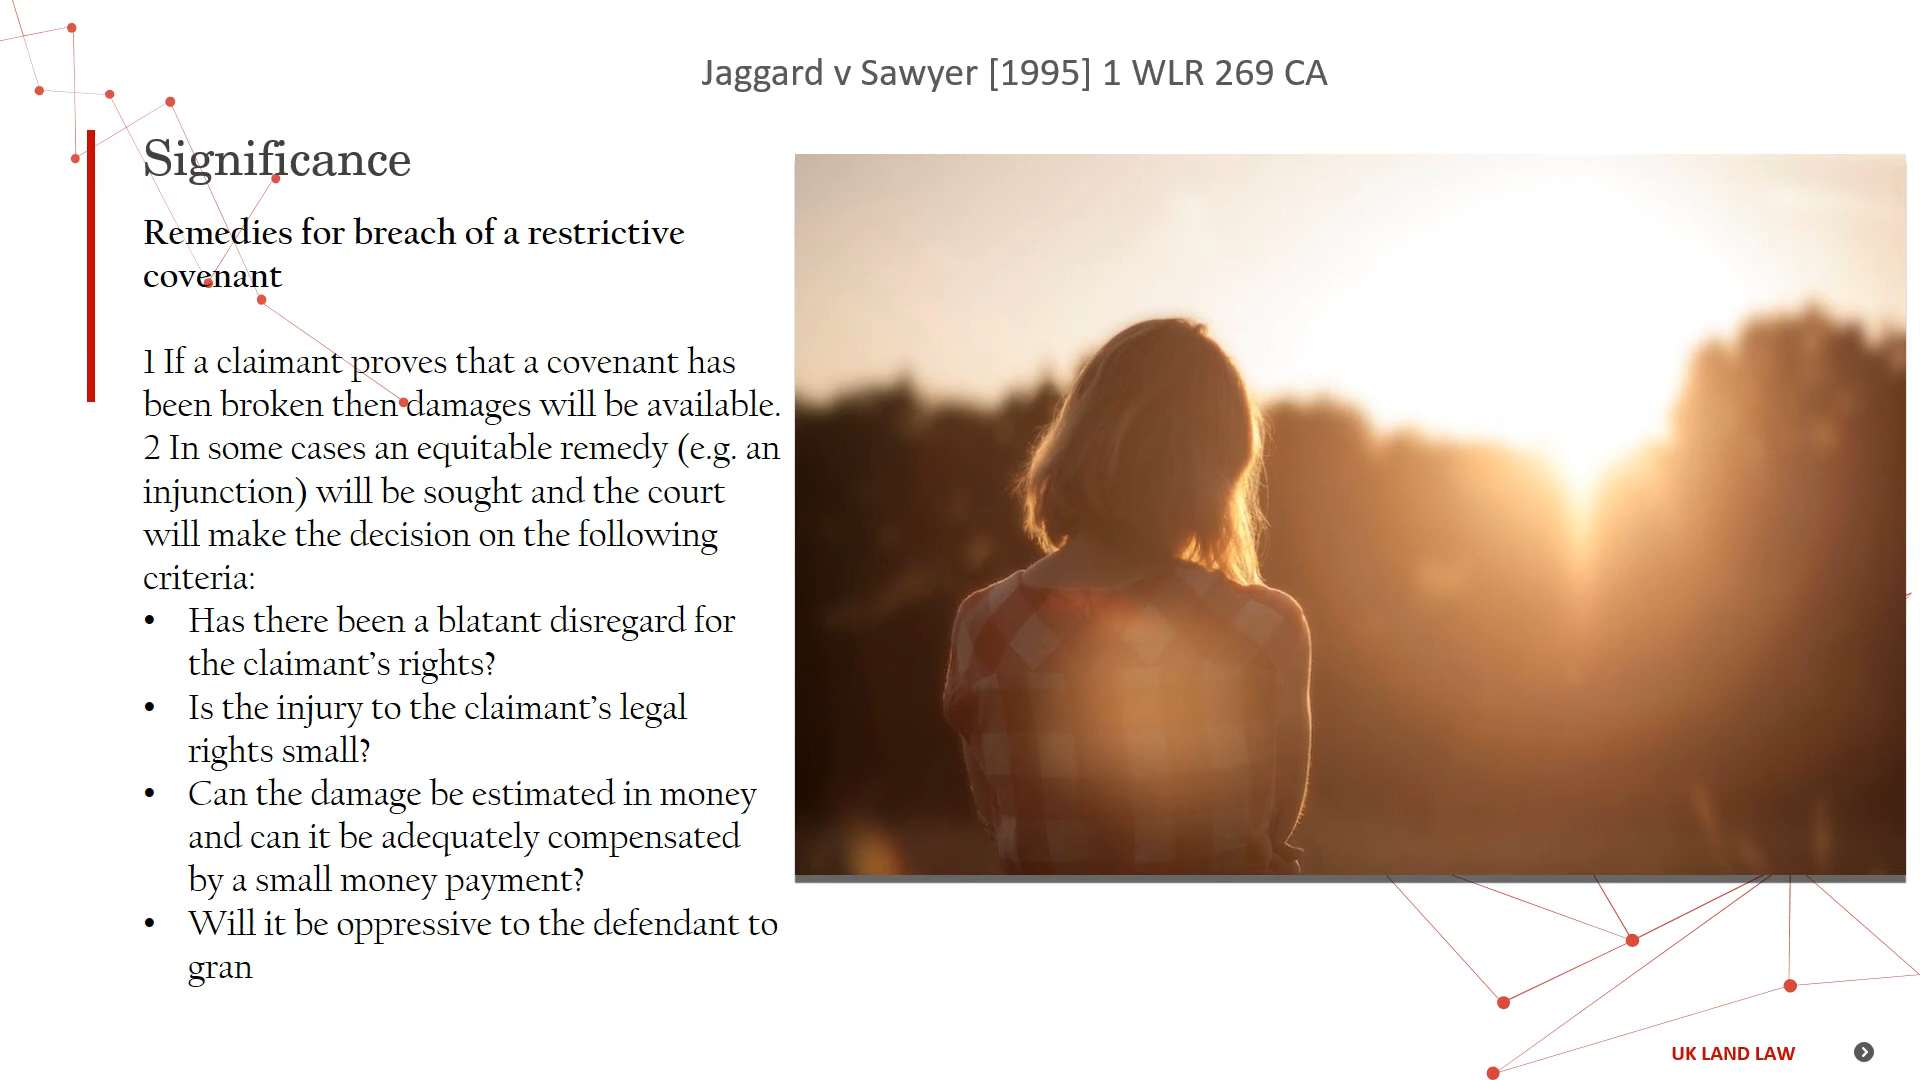 Jaggard v Sawyer [1995] 1 WLR 269 CA
Significance
Remedies for breach of a restrictive
covenant
1 If a claimant proves that a covenant has
been broken then damages will be available.
2 In some cases an equitable remedy (e.g. an
injunction) will be sought and the court
will make the decision on the following
criteria:
• Has there been a blatant disregard for
the claimant’s rights?
• Is the injury to the claimant’s legal
rights small?
• Can the damage be estimated in money
and can it be adequately compensated
by a small money payment?
• Will it be oppressive to the defendant to
gran
UK LAND LAW